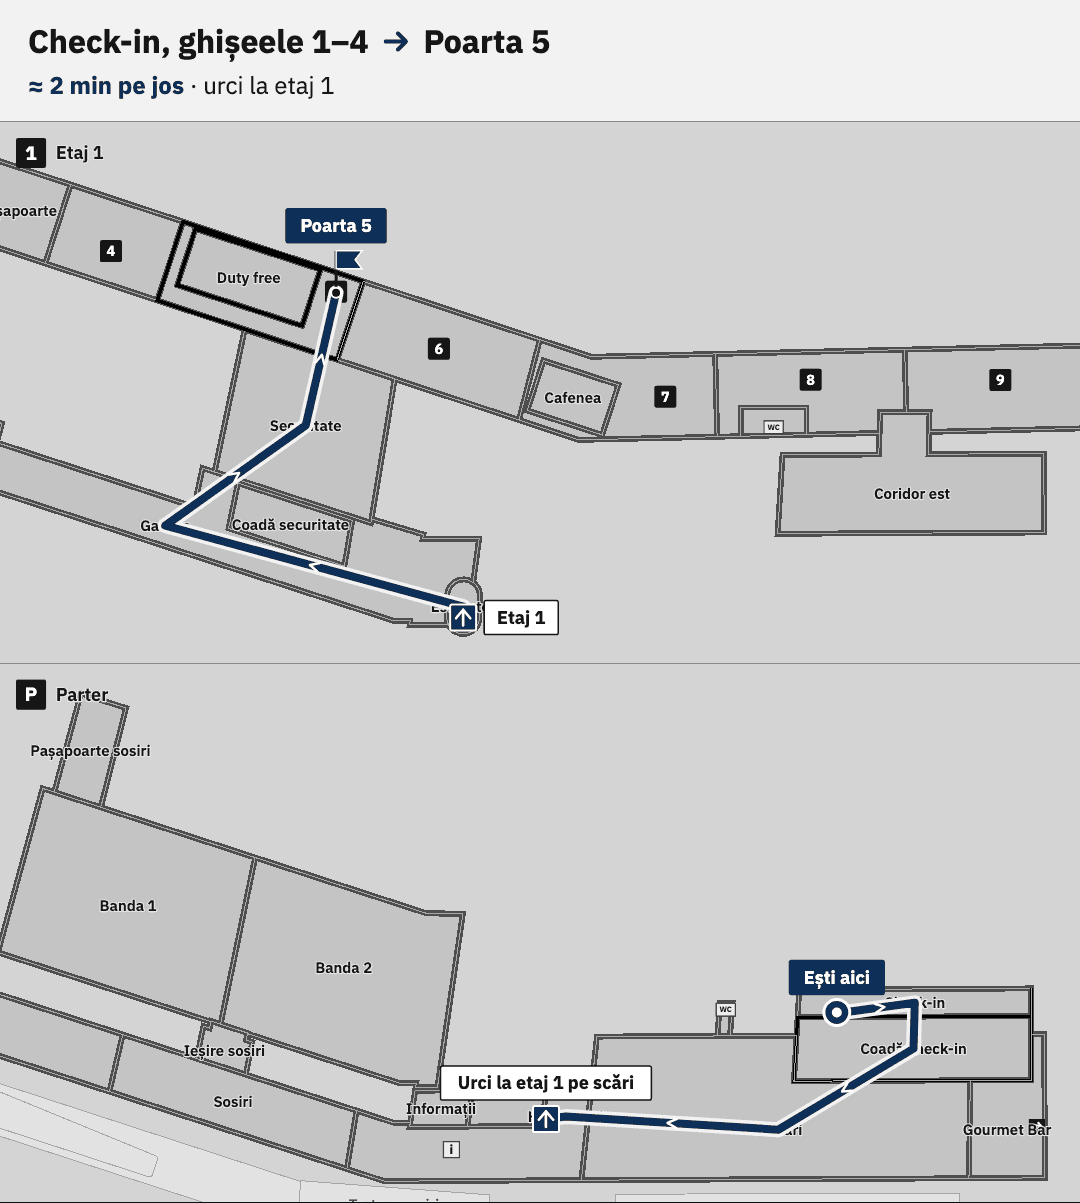 Check-in, ghișeele 1–4 → Poarta 5
≈ 2 min pe jos · urci la etaj 1
1 Etaj 1
4
Duty free
Poarta 5
6
Cafenea
7
8
WC
9
Coridor est
Coadă securitate
Etaj 1
P Parter
Pașapoarte sosiri
Banda 1
Banda 2
Ieșire sosiri
Sosiri
Informații
i
Urci la etaj 1 pe scări
WC
Ești aici
Gourmet Bar